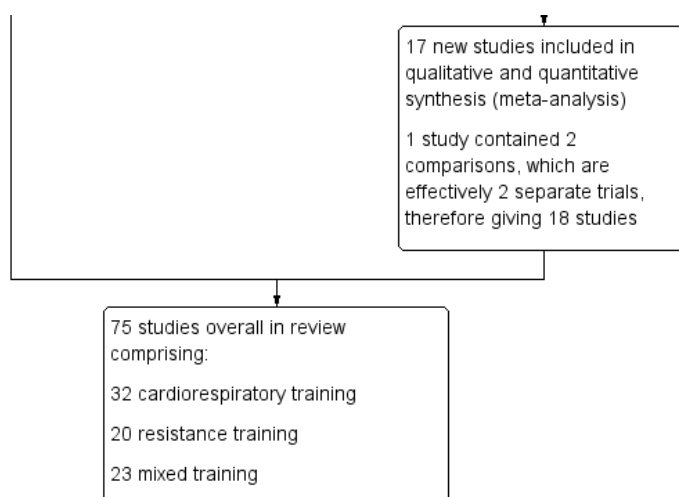 17 new studies included in
qualitative and quantitative
synthesis (meta-analysis)
1 study contained 2
comparisons, which are
effectively 2 separate trials,
therefore giving 18 studies
75 studies overall in review
comprising:
32 cardiorespiratory training
20 resistance training
23 mixed training